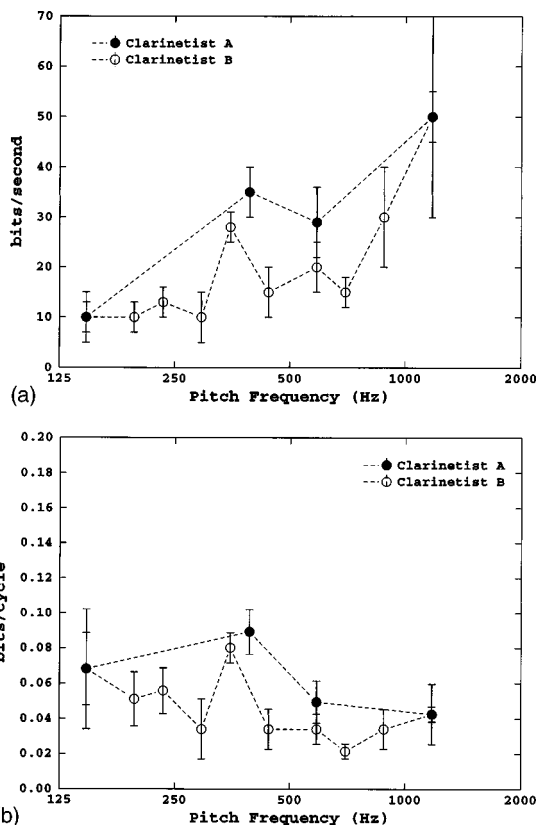 70
60
50
40
30
20
10
0
bits/second
Clarinetist A
Clarinetist B
125 250 500 1000 2000
Pitch Frequency (Hz)
(a)
0.20
0.18
0.16
0.14
0.12
0.10
0.08
0.06
0.04
0.02
0.00
bits/cycle
Clarinetist A
Clarinetist B
125 250 500 1000 2000
Pitch Frequency (Hz)
b)